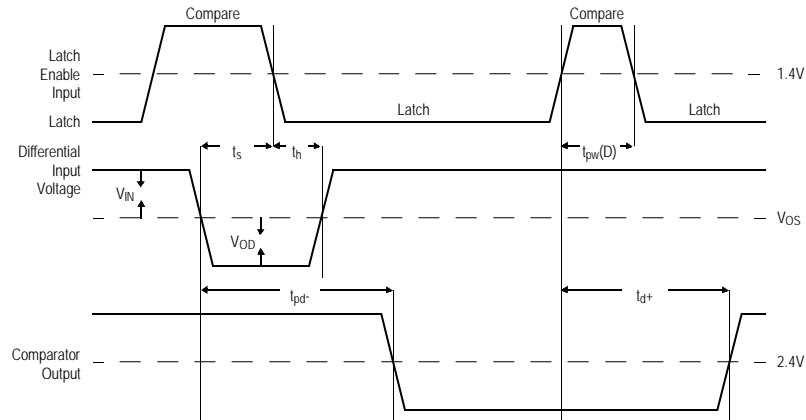 Compare
Compare
Latch
Enable
Input
1.4V
Latch
Latch
Latch
Differential
Input
Voltage
ts
th
tpw(D)
VIN
VOS
VOD
tpd-
td+
Comparator
Output
2.4V